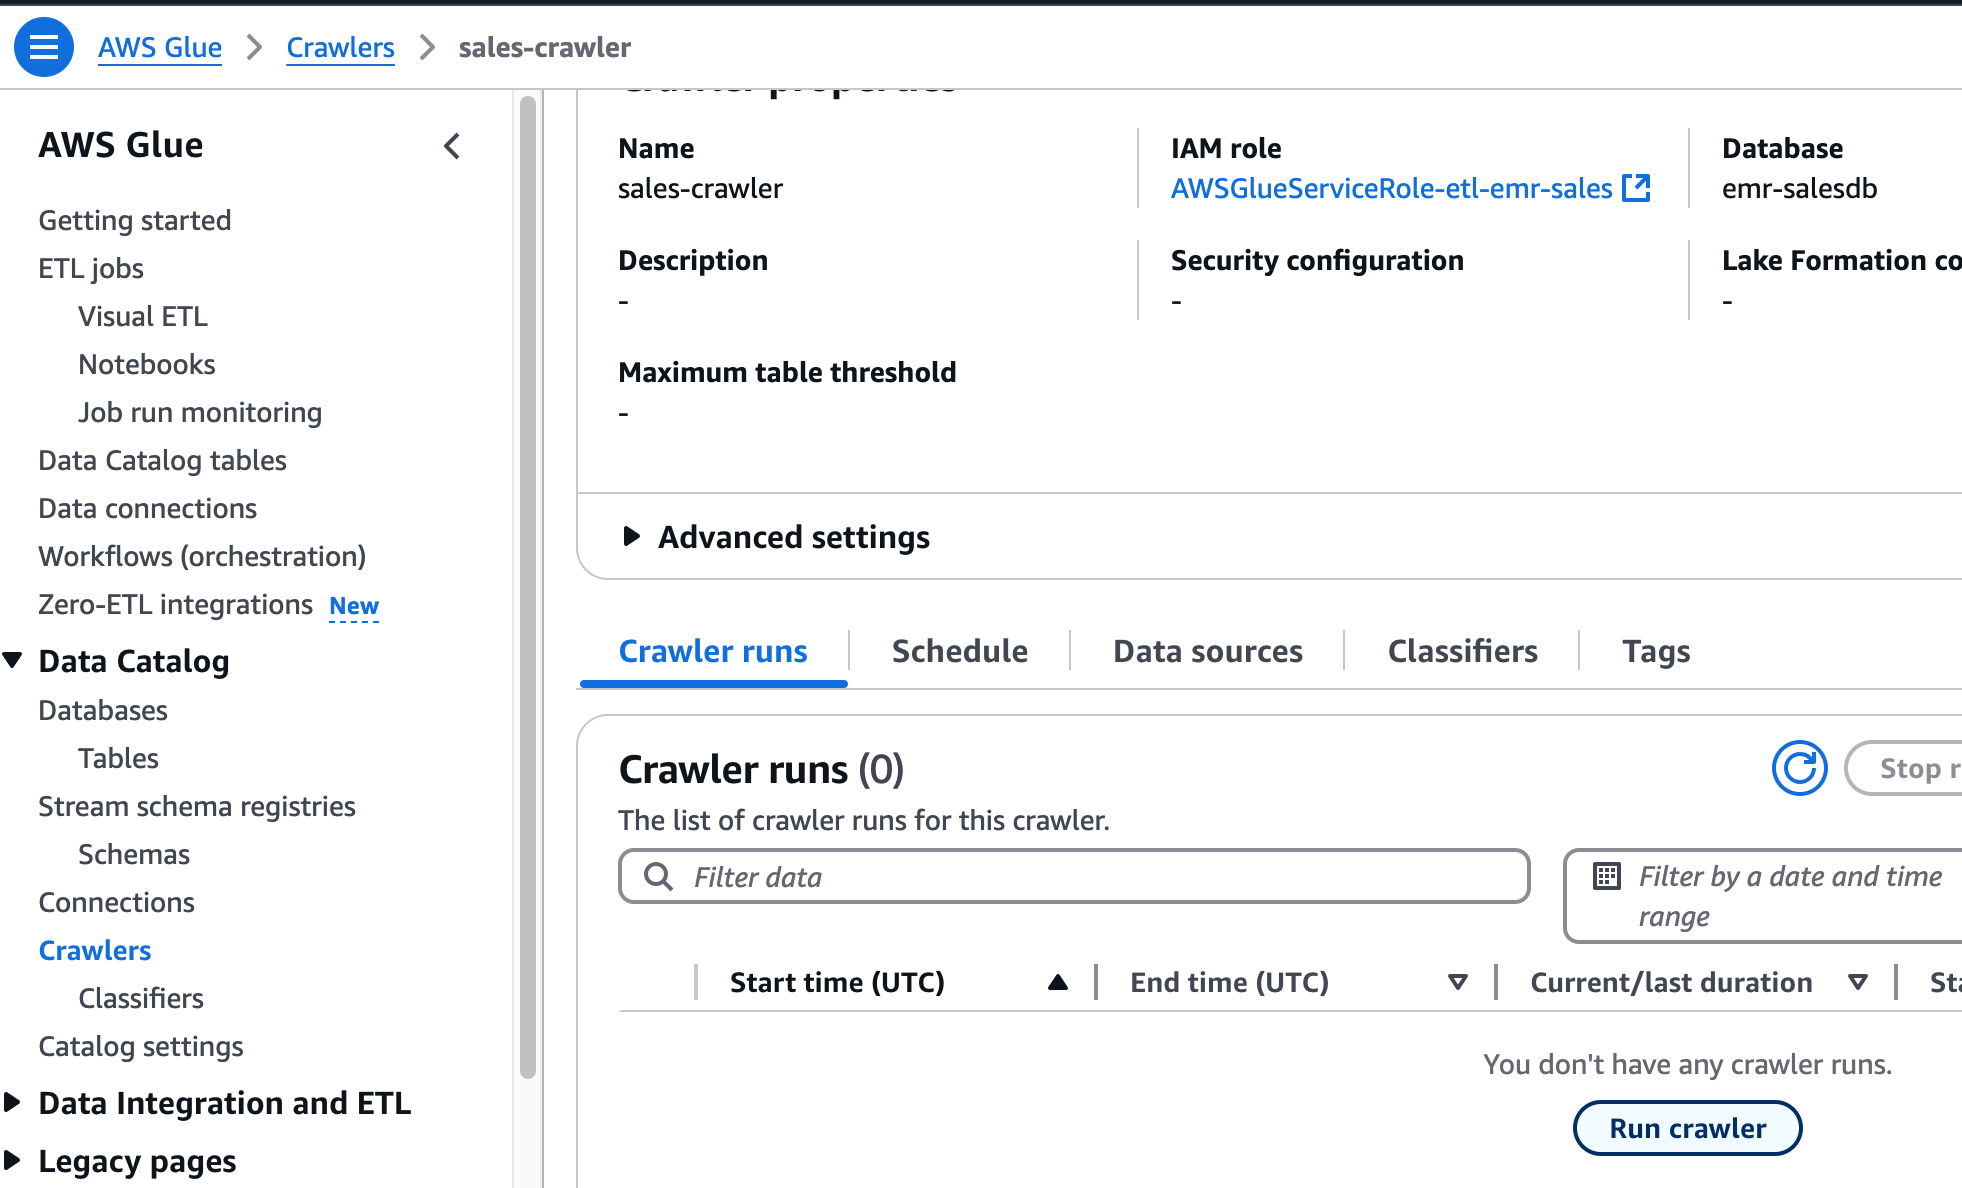 AWS Glue > Crawlers > sales-crawler
AWS Glue
Getting started
ETL jobs
Visual ETL
Notebooks
Job run monitoring
Data Catalog tables
Data connections
Workflows (orchestration)
Zero-ETL integrations New
Data Catalog
Databases
Tables
Stream schema registries
Schemas
Connections
Crawlers
Classifiers
Catalog settings
Data Integration and ETL
Legacy pages
Crawler properties
Name
sales-crawler
IAM role
AWSGlueServiceRole-etl-emr-sales
Database
emr-salesdb
Description
-
Security configuration
-
Lake Formation co
-
Maximum table threshold
-
Advanced settings
Crawler runs
Schedule
Data sources
Classifiers
Tags
Crawler runs (0)
Stop r
The list of crawler runs for this crawler.
Filter data
Filter by a date and time
range
Start time (UTC)
End time (UTC)
Current/last duration
Sta
You don't have any crawler runs.
Run crawler